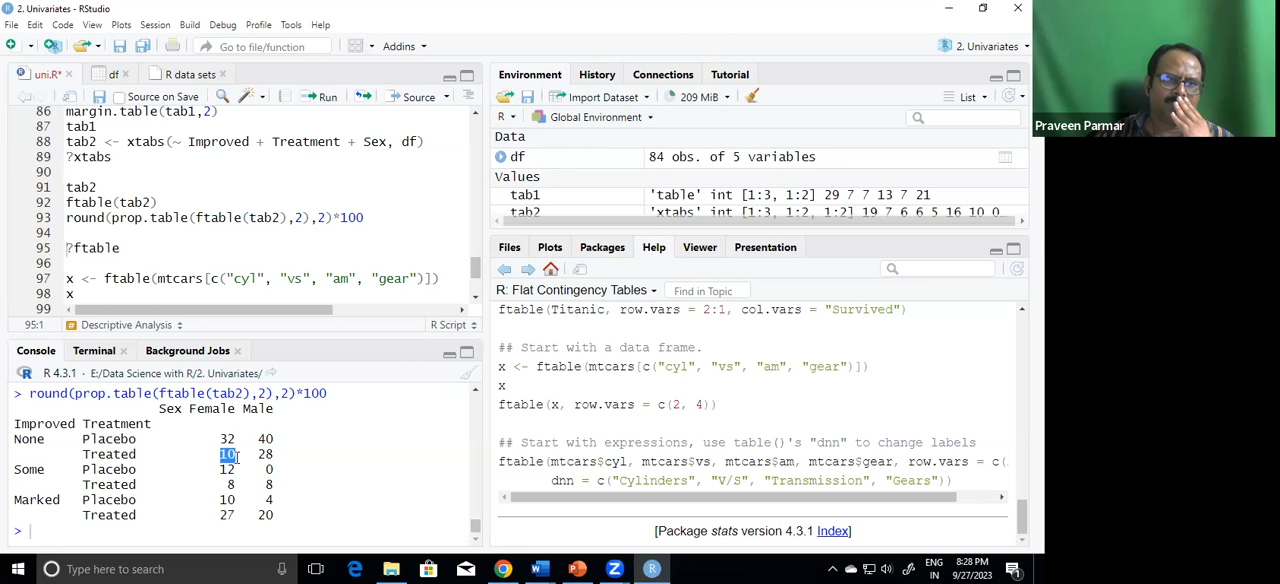 2. Univariates - RStudio
File Edit Code View Plots Session Build Debug Profile Tools Help
Go to file/function
Addins
2. Univariates
uni.R* df R data sets
Source on Save Run Source
86 margin.table(tab1,2)
87 tab1
88 tab2 <- xtabs(~ Improved + Treatment + Sex, df)
89 ?xtabs
90
91 tab2
92 ftable(tab2)
93 round(prop.table(ftable(tab2),2),2)*100
94
95 ?ftable
96
97 x <- ftable(mtcars[c("cyl", "vs", "am", "gear")])
98 x
99
95:1 Descriptive Analysis R Script
Console Terminal Background Jobs
R 4.3.1 · E:/Data Science with R/2. Univariates/
> round(prop.table(ftable(tab2),2),2)*100
Sex Female Male
Improved Treatment
None Placebo 32 40
Treated 10 28
Some Placebo 12 0
Treated 8 8
Marked Placebo 10 4
Treated 27 20
>
Environment History Connections Tutorial
Import Dataset 209 MiB List
R Global Environment
Data
df 84 obs. of 5 variables
Values
tab1 'table' int [1:3, 1:2] 29 7 7 13 7 21
tab2 'xtabs' int [1:3, 1:2, 1:2] 19 7 6 6 5 16 10 0
Files Plots Packages Help Viewer Presentation
R: Flat Contingency Tables Find in Topic
ftable(Titanic, row.vars = 2:1, col.vars = "Survived")
## Start with a data frame.
x <- ftable(mtcars[c("cyl", "vs", "am", "gear")])
x
ftable(x, row.vars = c(2, 4))
## Start with expressions, use table()'s "dnn" to change labels
ftable(mtcars$cyl, mtcars$vs, mtcars$am, mtcars$gear, row.vars = c(
dnn = c("Cylinders", "V/S", "Transmission", "Gears"))
[Package stats version 4.3.1 Index]
Praveen Parmar
Type here to search
ENG
IN
8:28 PM
9/27/2023
1